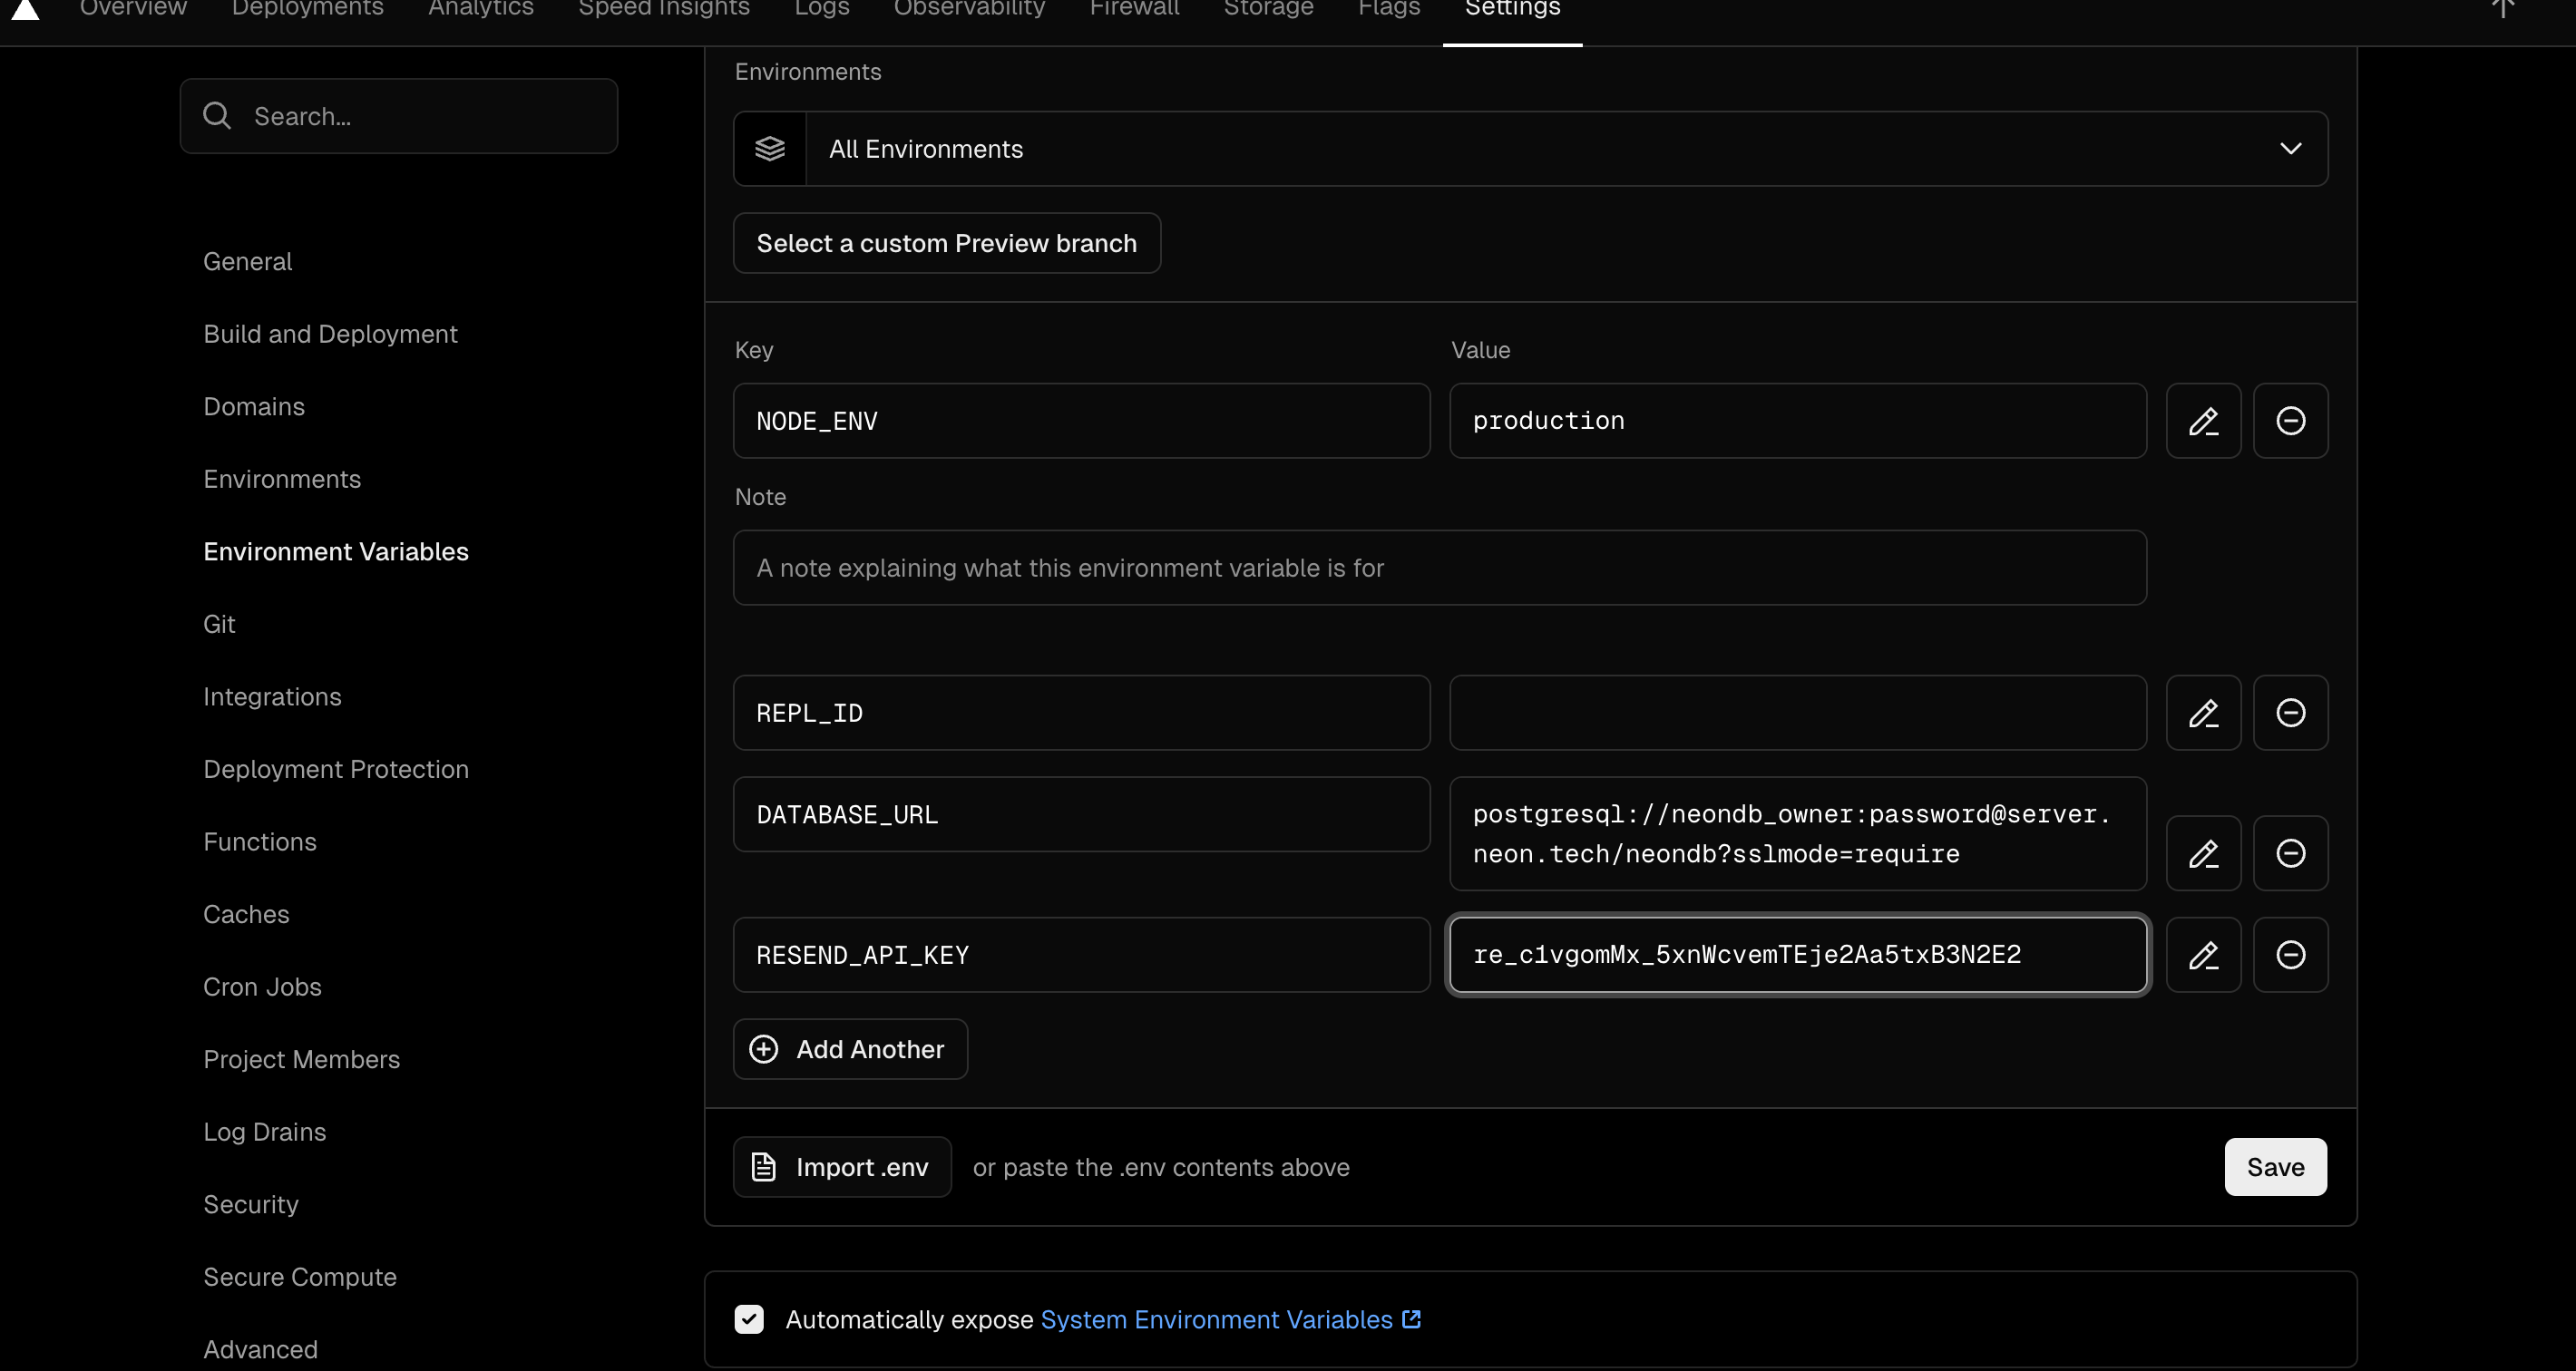 Overview Deployments Analytics Speed Insights Logs Observability Firewall Storage Flags Settings
Search...
General
Build and Deployment
Domains
Environments
Environment Variables
Git
Integrations
Deployment Protection
Functions
Caches
Cron Jobs
Project Members
Log Drains
Security
Secure Compute
Advanced
Environments
All Environments
Select a custom Preview branch
Key Value
NODE_ENV production
Note
A note explaining what this environment variable is for
REPL_ID
DATABASE_URL postgresql://neondb_owner:password@server.
neon.tech/neondb?sslmode=require
RESEND_API_KEY re_c1vgomMx_5xnWcvemTEje2Aa5txB3N2E2
Add Another
Import .env or paste the .env contents above Save
Automatically expose System Environment Variables